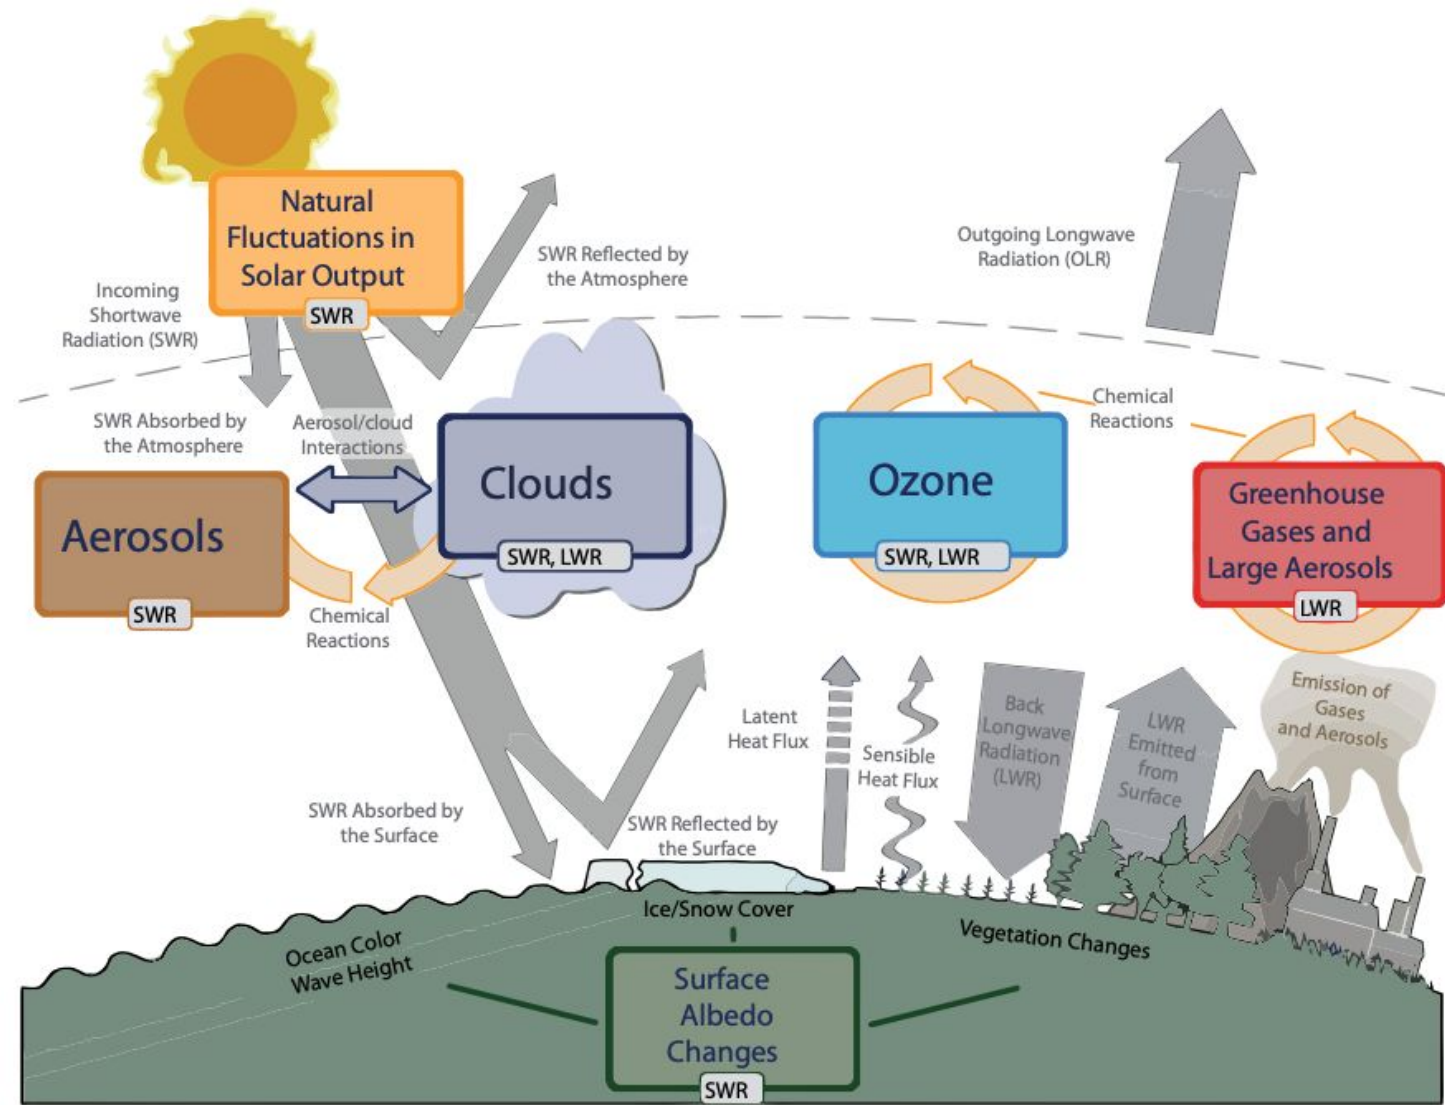 Natural
Fluctuations in
Solar Output
SWR
SWR Reflected by
the Atmosphere
Outgoing Longwave
Radiation (OLR)
Incoming
Shortwave
Radiation (SWR)
SWR Absorbed by
the Atmosphere
Aerosol/cloud
Interactions
Chemical
Reactions
Aerosols
SWR
Clouds
SWR, LWR
Ozone
SWR, LWR
Greenhouse
Gases and
Large Aerosols
LWR
Chemical
Reactions
Latent
Heat Flux
Sensible
Heat Flux
Back
Longwave
Radiation
(LWR)
LWR
Emitted
from
Surface
Emission of
Gases
and Aerosols
SWR Absorbed by
the Surface
SWR Reflected by
the Surface
Ice/Snow Cover
Ocean Color
Wave Height
Vegetation Changes
Surface
Albedo
Changes
SWR